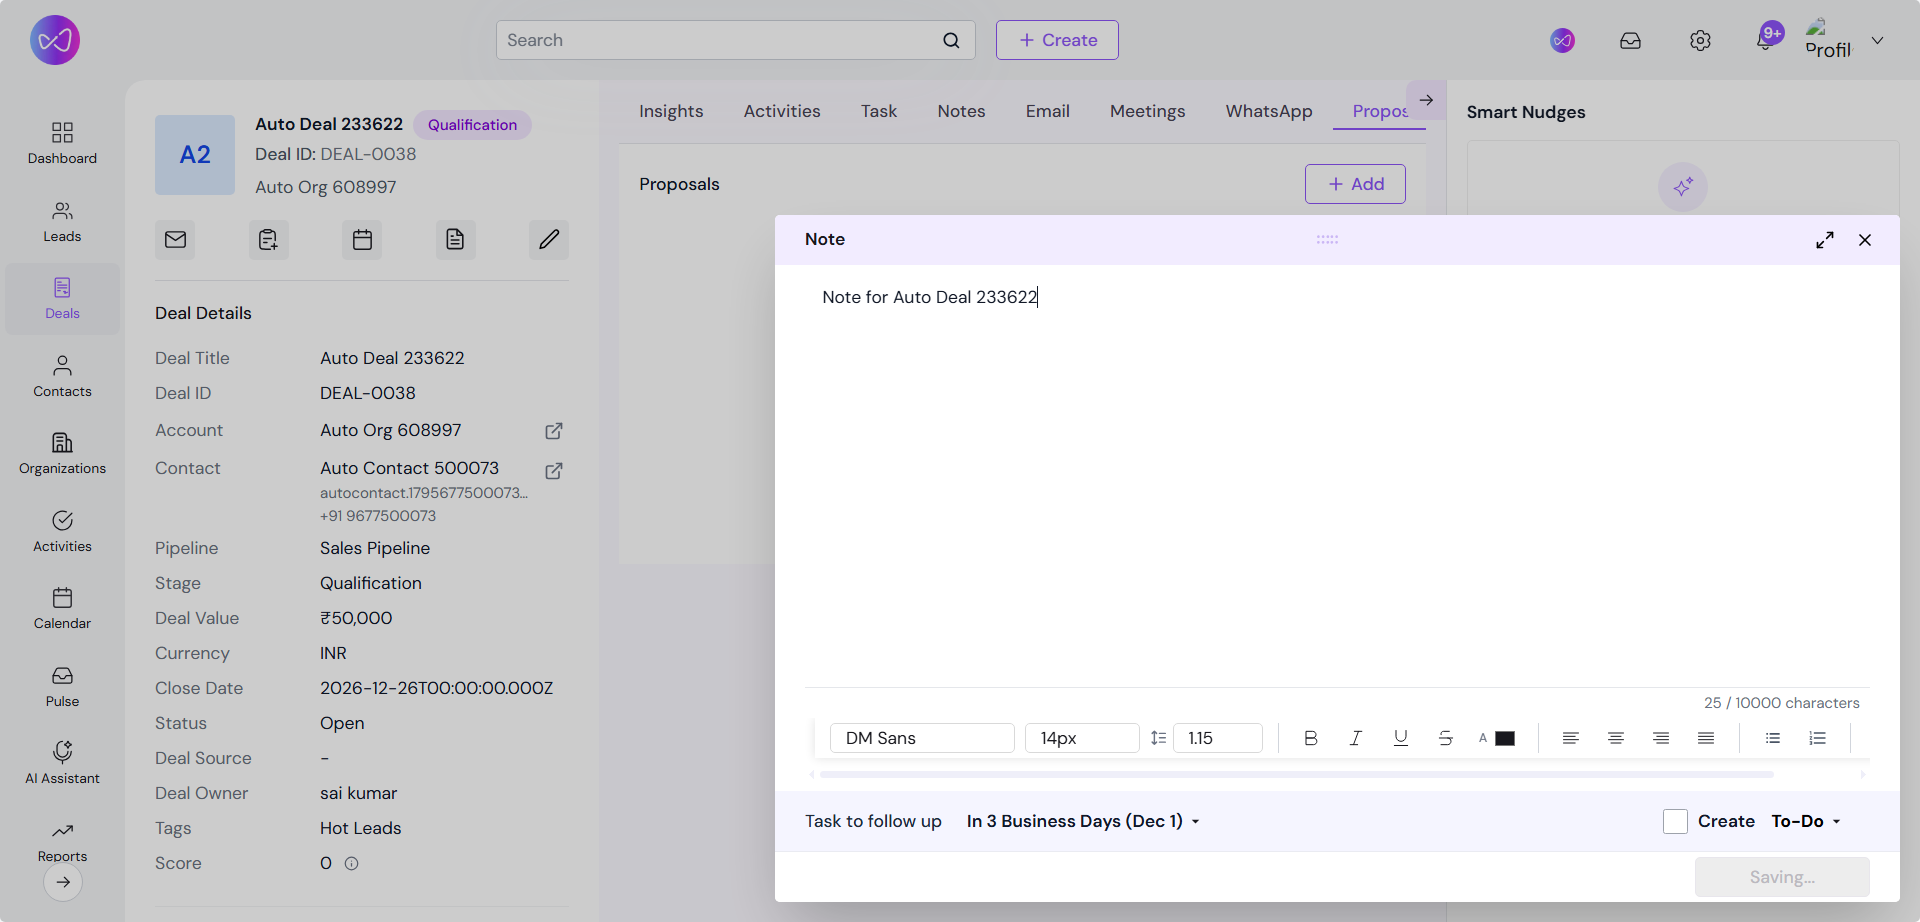 Search
+ Create
9+
Profil
Dashboard
Leads
Deals
Contacts
Organizations
Activities
Calendar
Pulse
AI Assistant
Reports
A2
Auto Deal 233622 Qualification
Deal ID: DEAL-0038
Auto Org 608997
Deal Details
Deal Title Auto Deal 233622
Deal ID DEAL-0038
Account Auto Org 608997
Contact Auto Contact 500073
autocontact.1795677500073...
+91 9677500073
Pipeline Sales Pipeline
Stage Qualification
Deal Value ₹50,000
Currency INR
Close Date 2026-12-26T00:00:00.000Z
Status Open
Deal Source -
Deal Owner sai kumar
Tags Hot Leads
Score 0
Insights Activities Task Notes Email Meetings WhatsApp Propos
Proposals
+ Add
Smart Nudges
Note
Note for Auto Deal 233622
25 / 10000 characters
DM Sans 14px 1.15 B I U S A
Task to follow up In 3 Business Days (Dec 1)
Create To-Do
Saving...